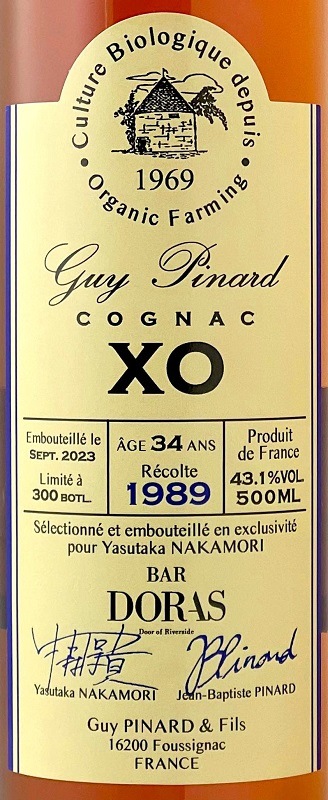 • Culture Biologique depuis •
1969
Organic Farming
Guy Pinard
COGNAC
XO
Embouteillé le
SEPT. 2023
Limité à
300 BOTL.
ÂGE 34 ANS
Récolte
1989
Produit
de France
43.1%VOL
500ML
Sélectionné et embouteillé en exclusivité
pour Yasutaka NAKAMORI
BAR
DORAS
Door of Riverside
Yasutaka NAKAMORI
Jean-Baptiste PINARD
Guy PINARD & Fils
16200 Foussignac
FRANCE